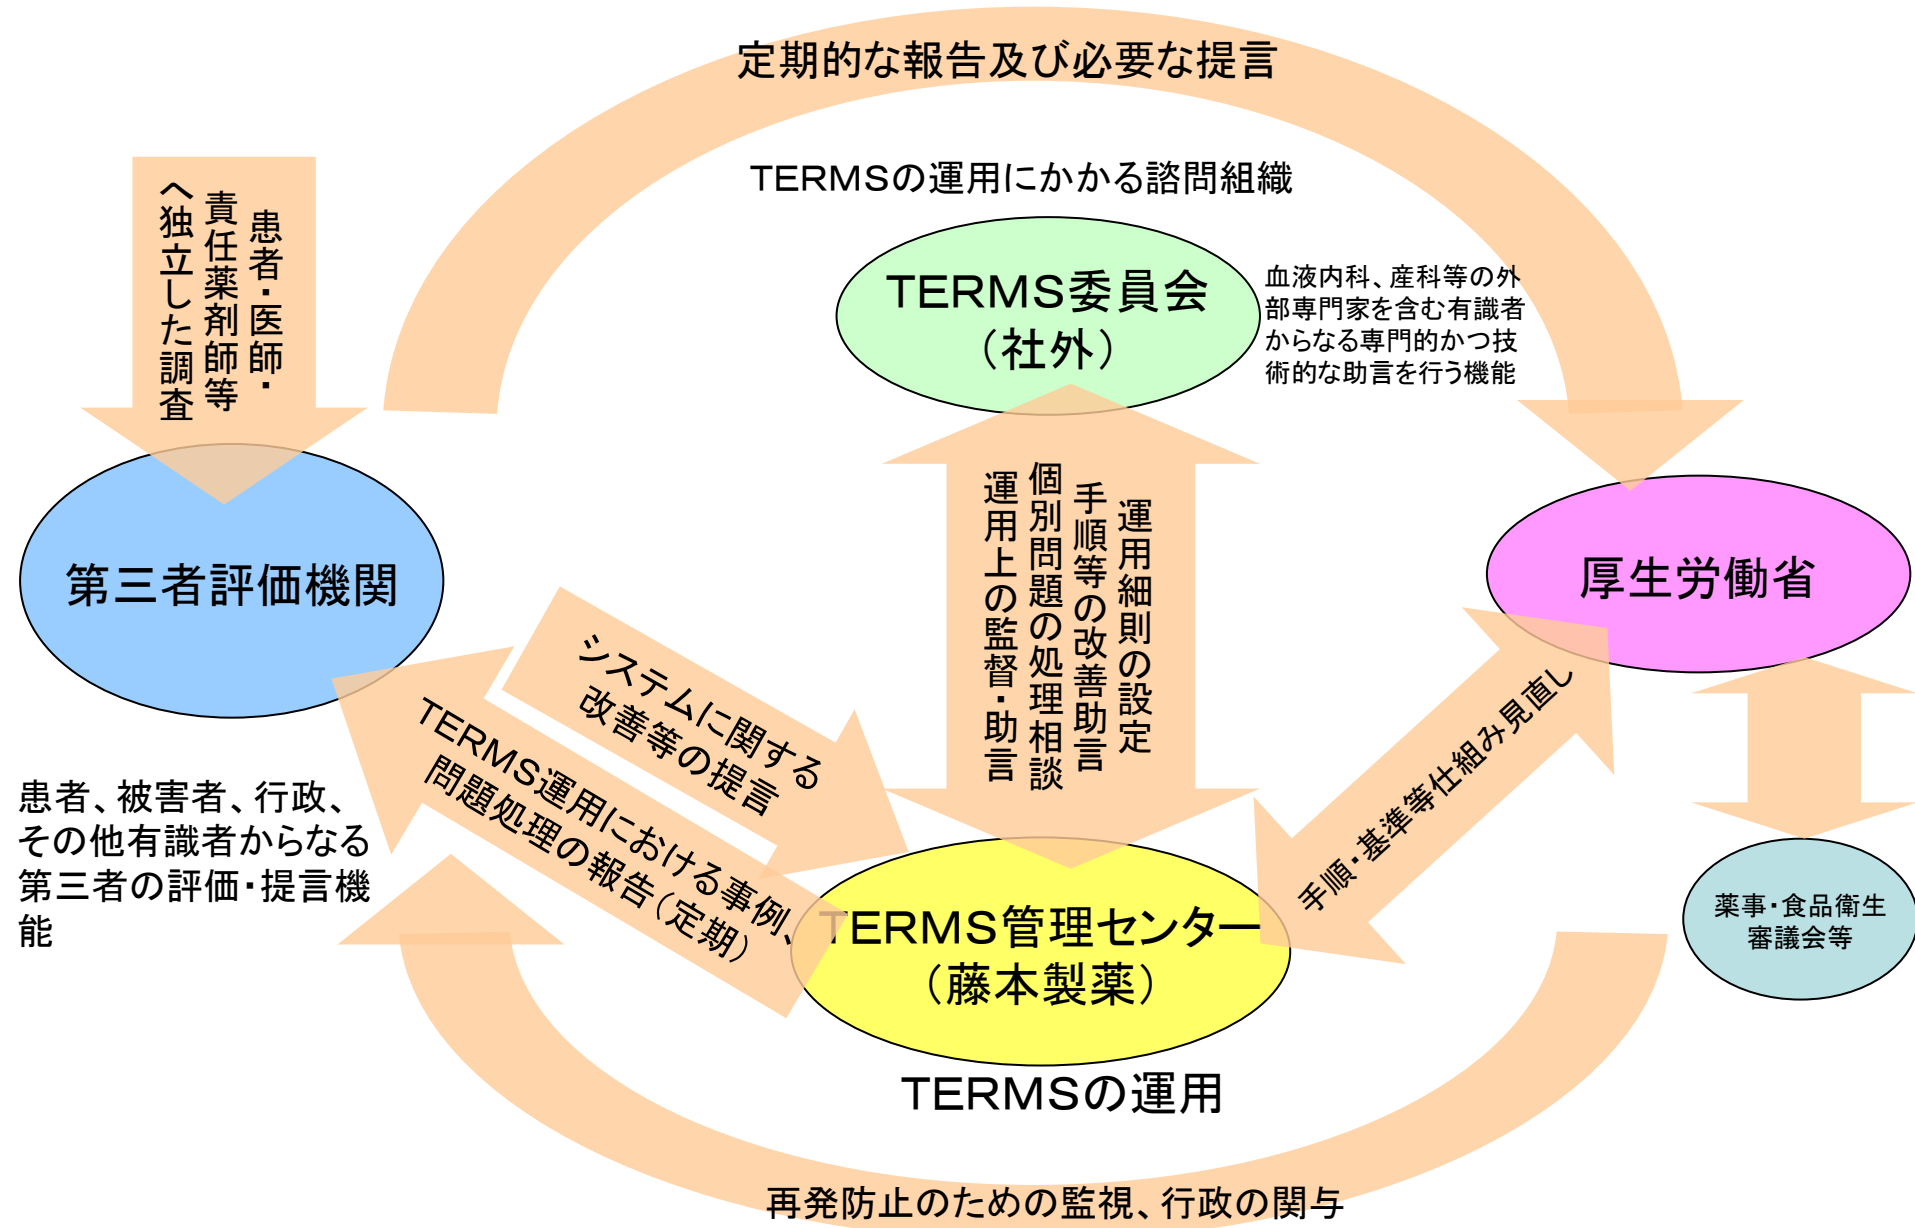 定期的な報告及び必要な提言
TERMSの運用にかかる諮問組織
患者・医師・
責任薬剤師等
へ独立した調査
TERMS委員会
（社外）
血液内科、産科等の外
部専門家を含む有識者
からなる専門的かつ技
術的な助言を行う機能
第三者評価機関
運用細則の設定
手順等の改善助言
個別問題の処理相談
運用上の監督・助言
厚生労働省
システムに関する
改善等の提言
TERMS運用における事例、
問題処理の報告（定期）
手順・基準等仕組み見直し
患者、被害者、行政、
その他有識者からなる
第三者の評価・提言機
能
TERMS管理センター
（藤本製薬）
薬事・食品衛生
審議会等
TERMSの運用
再発防止のための監視、行政の関与